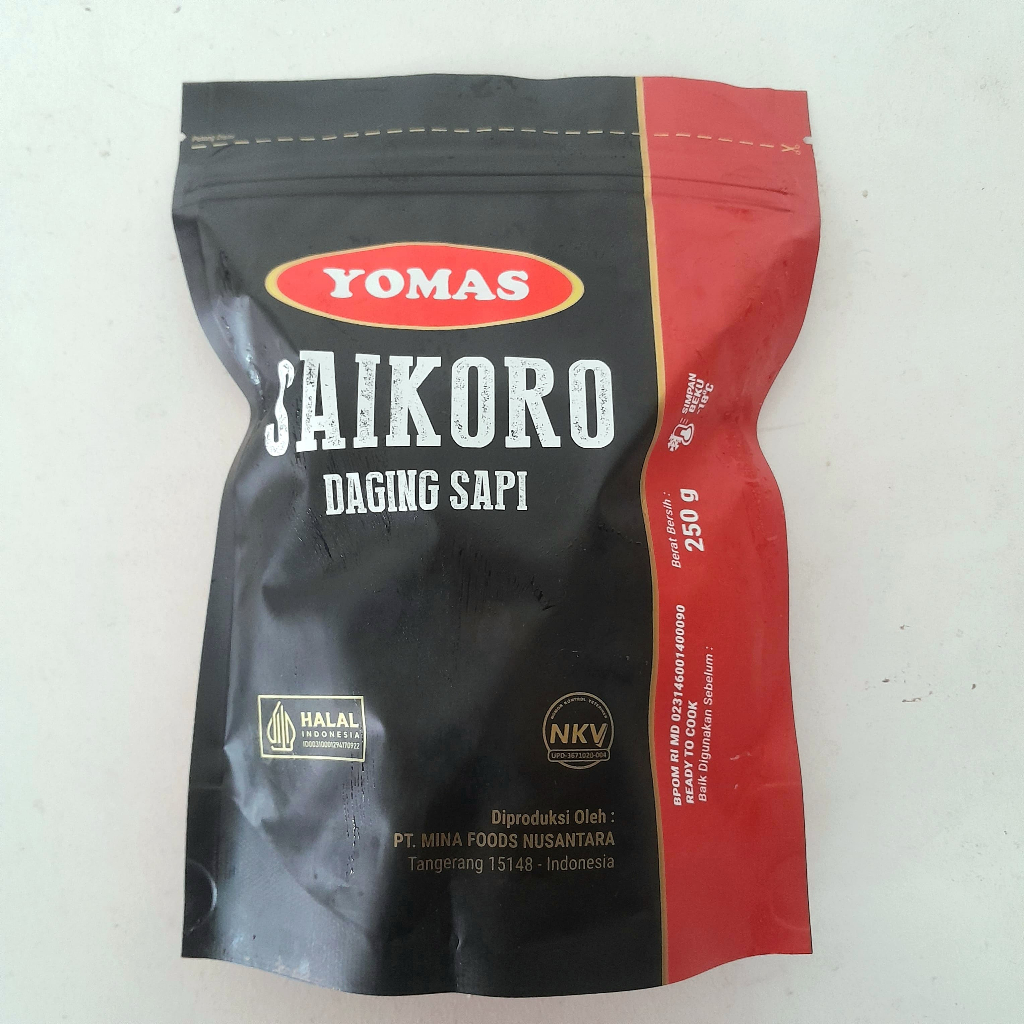 YOMAS
SAIKORO
DAGING SAPI
HALAL
INDONESIA
NKV
Diproduksi Oleh :
PT. MINA FOODS NUSANTARA
Tangerang 15148 - Indonesia
SIMPAN
BEKU
-18°C
Berat Bersih :
250 g
BPOM RI MD 023146001400090
READY TO COOK
Baik Digunakan Sebelum :